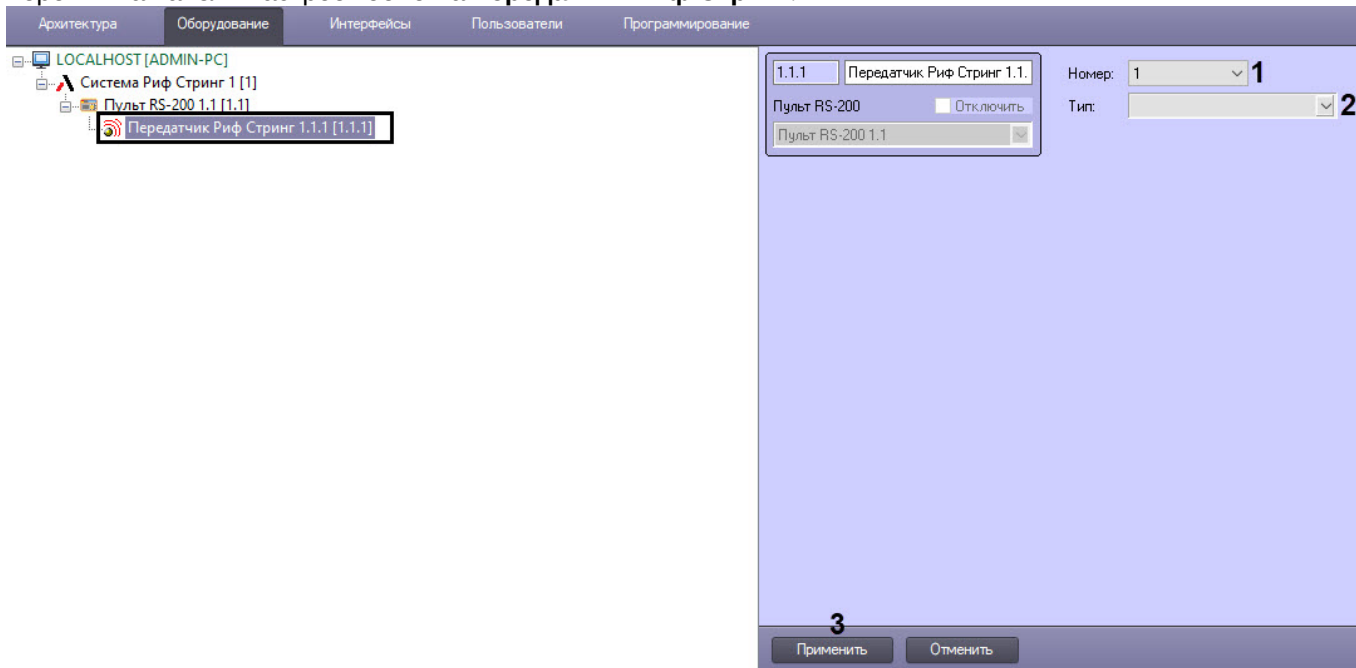 Архитектура Оборудование Интерфейсы Пользователи Программирование
LOCALHOST [ADMIN-PC]
Система Риф Стринг 1 [1]
Пульт RS-200 1.1 [1.1]
Передатчик Риф Стринг 1.1.1 [1.1.1]
1.1.1 Передатчик Риф Стринг 1.1.
Пульт RS-200 Отключить
Пульт RS-200 1.1
Номер: 1 1
Тип: 2
3
Применить Отменить